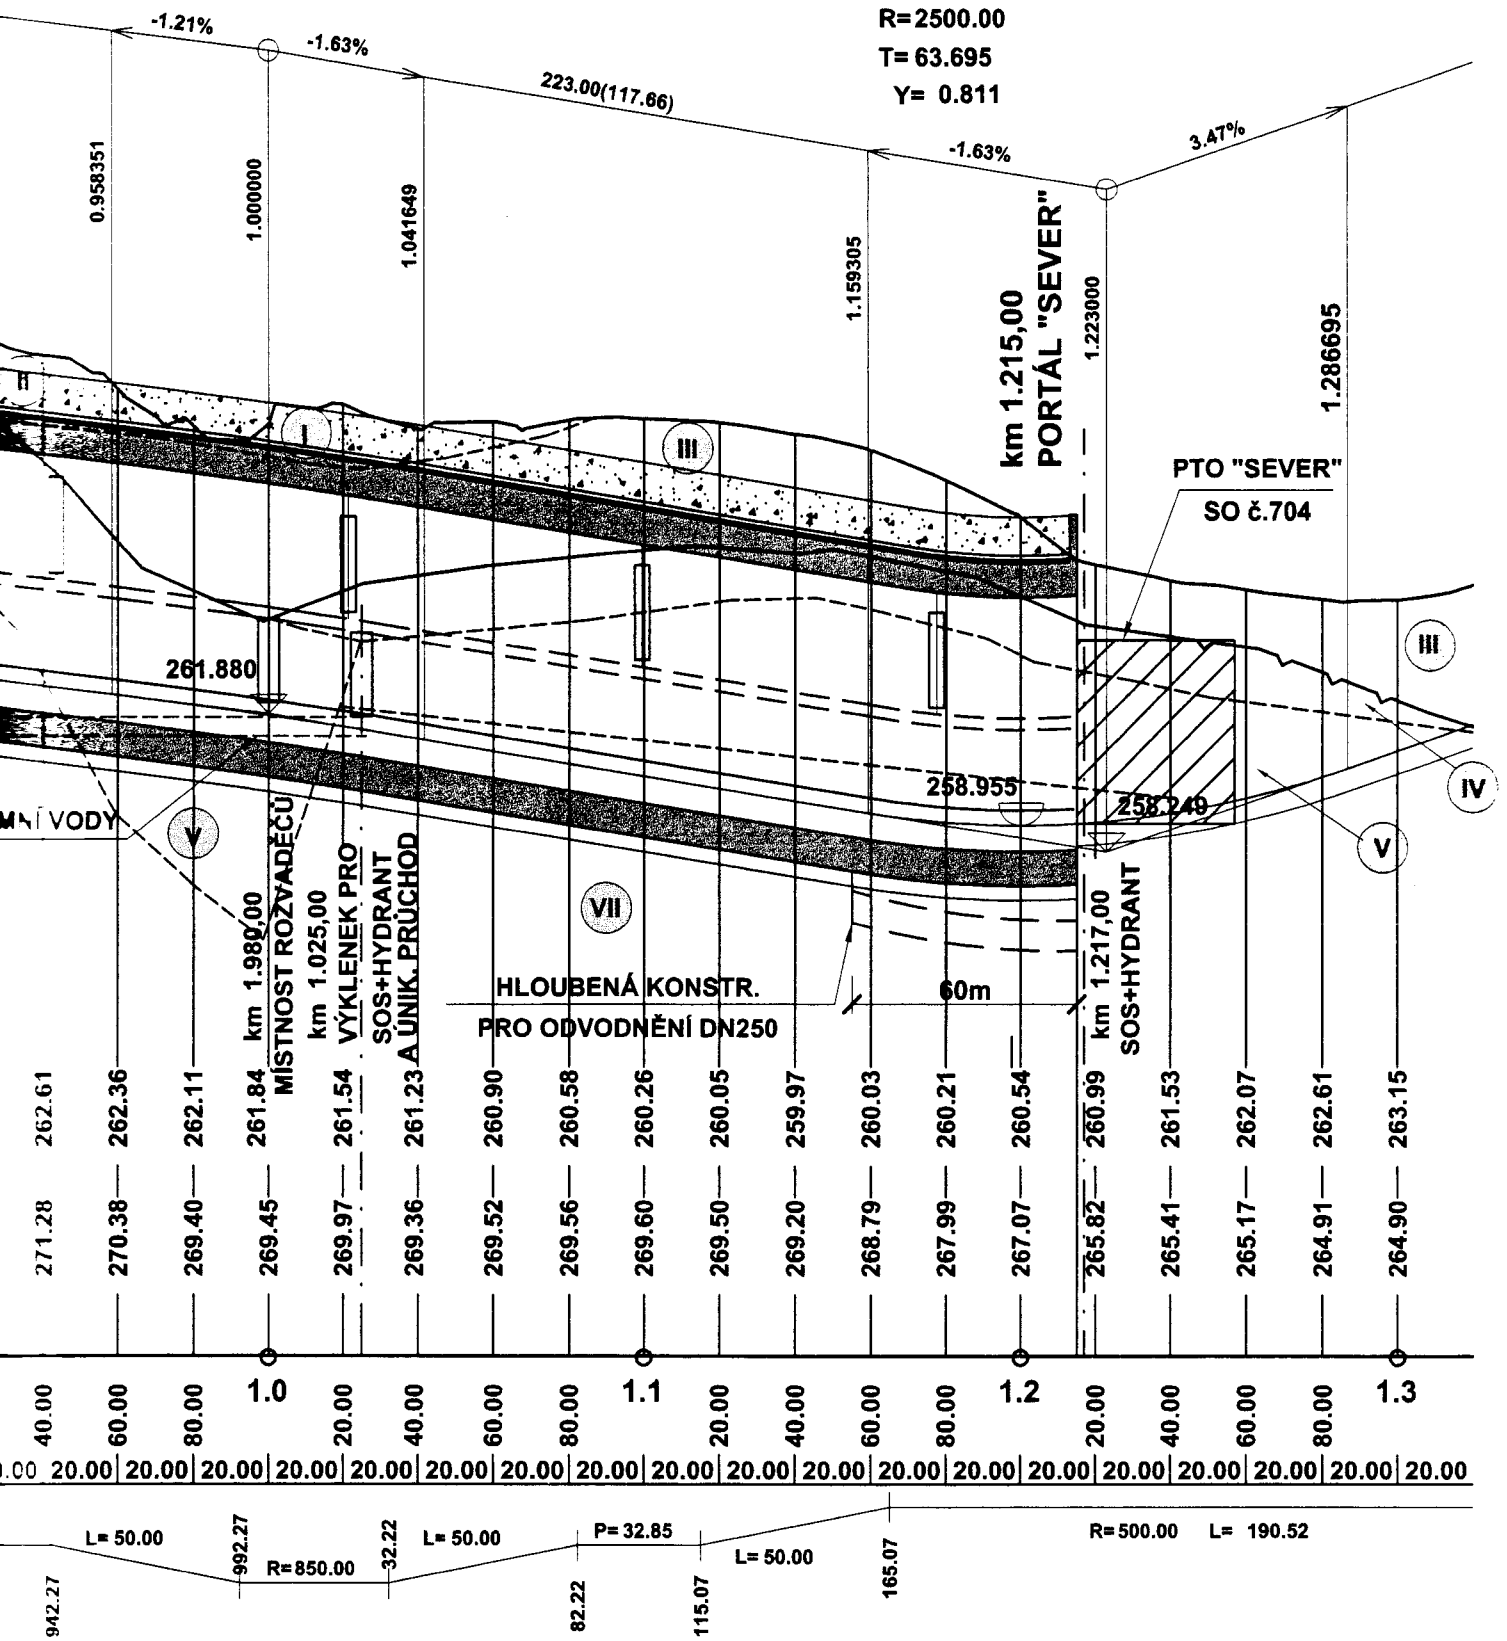 -1.21%
-1.63%
223.00(117.66)
R=2500.00
T= 63.695
Y= 0.811
-1.63%
3.47%
0.958351
1.000000
1.041649
1.159305
km 1.215,00
PORTÁL "SEVER"
1.223000
1.286695
II
I
III
PTO "SEVER"
SO č.704
III
261.880
258.955
258.249
IV
V
MNÍ VODY
V
VII
km 1.980,00
MÍSTNOST ROZVADĚČŮ
km 1.025,00
VÝKLENEK PRO
SOS+HYDRANT
A ÚNIK. PRŮCHOD
HLOUBENÁ KONSTR.
PRO ODVODNĚNÍ DN250
60m
km 1.217,00
SOS+HYDRANT
262.61 262.36 262.11 261.84 261.54 261.23 260.90 260.58 260.26 260.05 259.97 260.03 260.21 260.54 260.99 261.53 262.07 262.61 263.15
271.28 270.38 269.40 269.45 269.97 269.36 269.52 269.56 269.60 269.50 269.20 268.79 267.99 267.07 265.82 265.41 265.17 264.91 264.90
40.00 60.00 80.00 1.0 20.00 40.00 60.00 80.00 1.1 20.00 40.00 60.00 80.00 1.2 20.00 40.00 60.00 80.00 1.3
20.00 20.00 20.00 20.00 20.00 20.00 20.00 20.00 20.00 20.00 20.00 20.00 20.00 20.00 20.00 20.00 20.00 20.00 20.00
L= 50.00
992.27
R=850.00
32.22
L= 50.00
P= 32.85
L= 50.00
165.07
R=500.00 L= 190.52
942.27
82.22
115.07